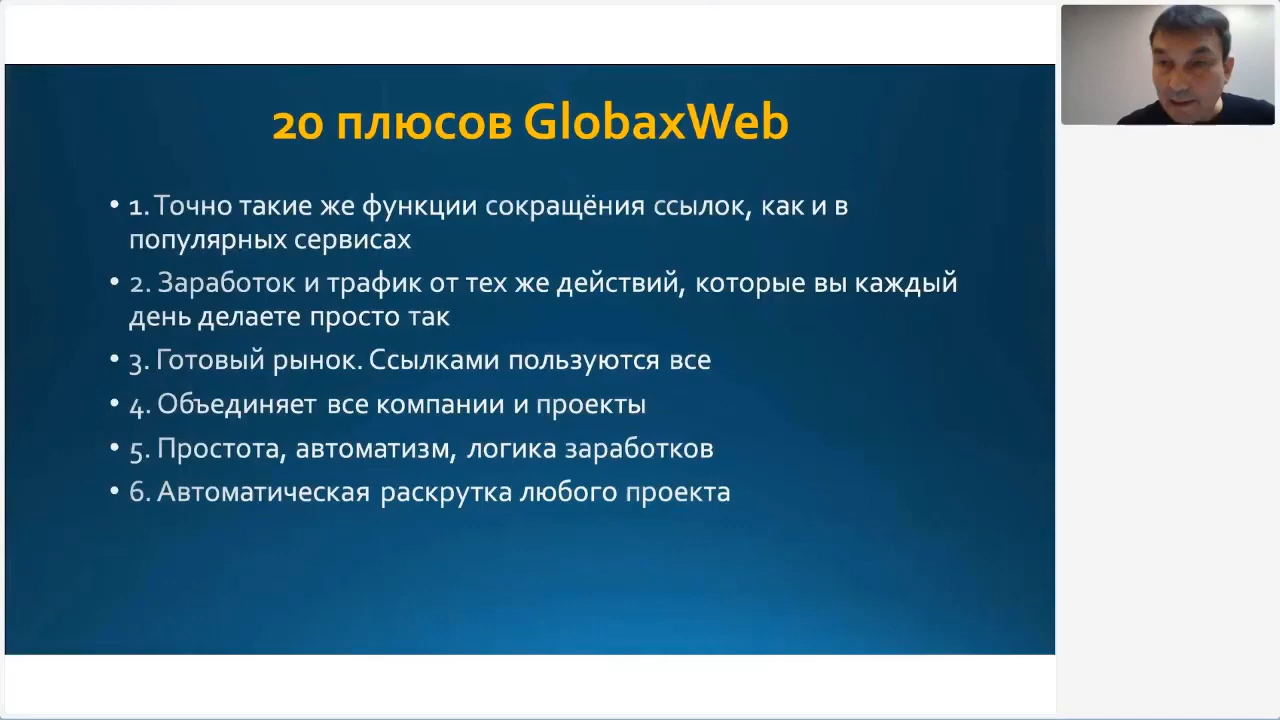 20 плюсов GlobaxWeb
• 1. Точно такие же функции сокращёния ссылок, как и в
популярных сервисах
• 2. Заработок и трафик от тех же действий, которые вы каждый
день делаете просто так
• 3. Готовый рынок. Ссылками пользуются все
• 4. Объединяет все компании и проекты
• 5. Простота, автоматизм, логика заработков
• 6. Автоматическая раскрутка любого проекта